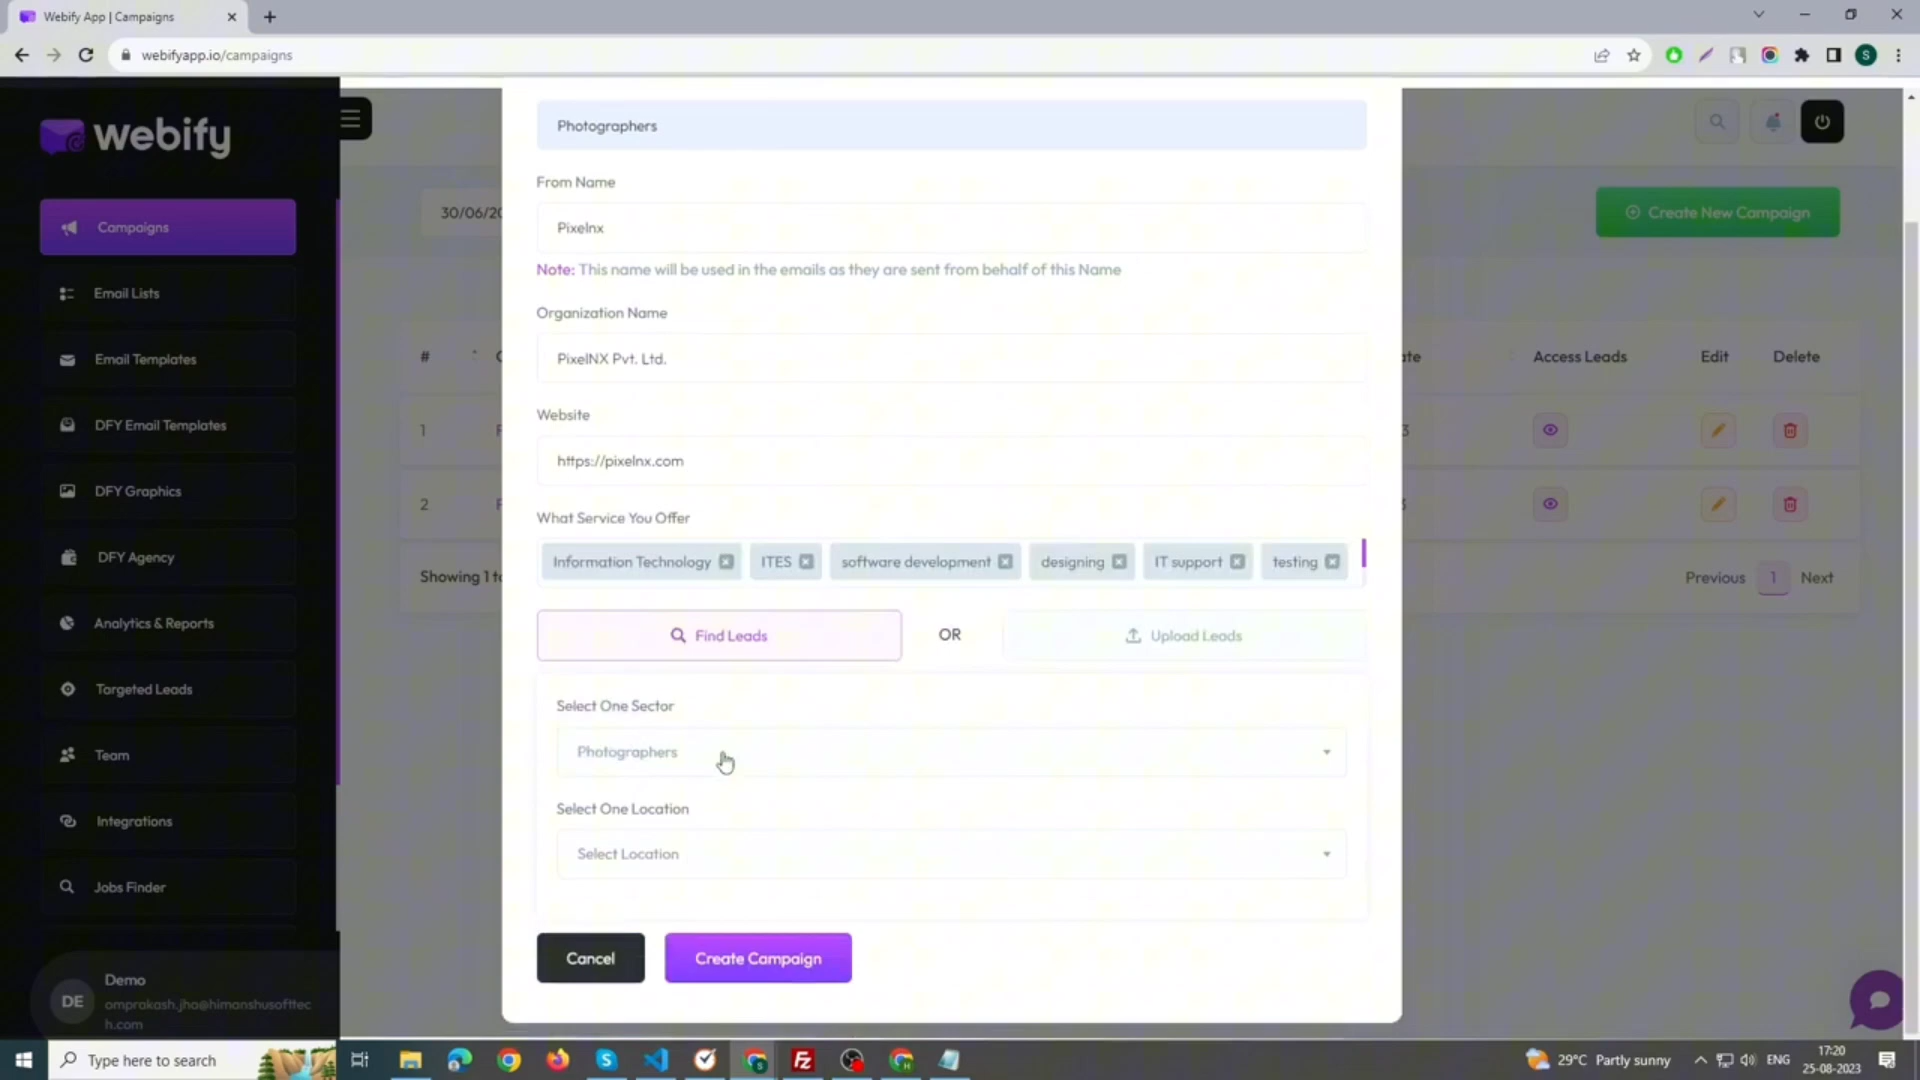 Webify App | Campaigns
webifyapp.io/campaigns
S
webify
Campaigns
Email Lists
Email Templates
DFY Email Templates
DFY Graphics
DFY Agency
Analytics & Reports
Targeted Leads
Team
Integrations
Jobs Finder
DE
Demo
omprakash.jha@himanshusofttec
h.com
30/06/20
Create New Campaign
#
Access Leads
Edit
Delete
1
2
Showing 1 to
Previous 1 Next
Photographers
From Name
Pixelnx
Note: This name will be used in the emails as they are sent from behalf of this Name
Organization Name
PixelNX Pvt. Ltd.
Website
https://pixelnx.com
What Service You Offer
Information Technology ITES software development designing IT support testing
Find Leads OR Upload Leads
Select One Sector
Photographers
Select One Location
Select Location
Cancel Create Campaign
Type here to search
29°C Partly sunny
ENG
17:20
25-08-2023